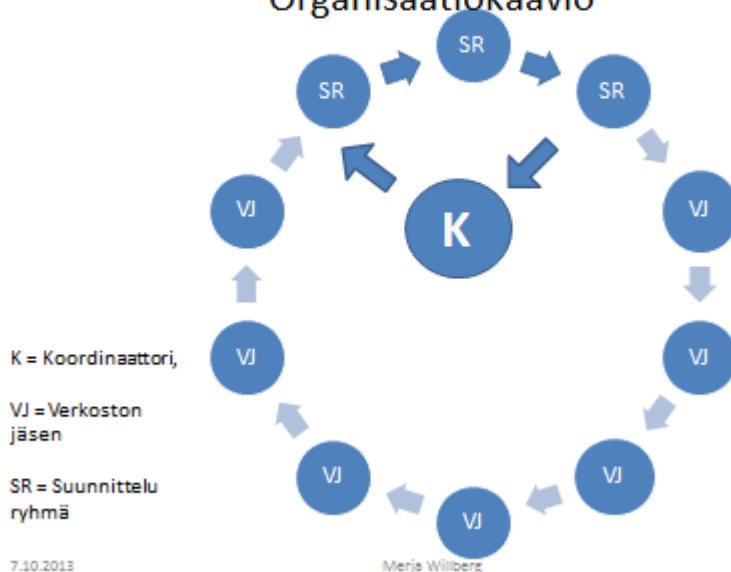 Organisaatiokaavio
SR
SR
SR
VJ
VJ
K
VJ
VJ
VJ
VJ
VJ
K = Koordinaattori,
VJ = Verkoston
jäsen
SR = Suunnittelu
ryhmä
7.10.2013
Merja Willberg